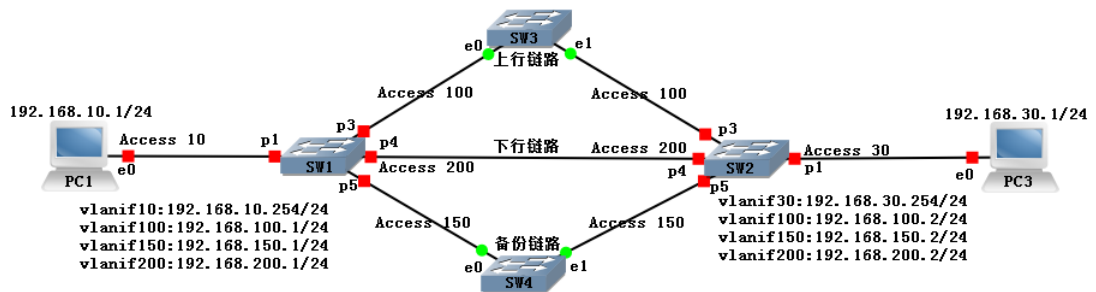 SW3
e0
e1
上行链路
Access 100
Access 100
192.168.10.1/24
192.168.30.1/24
Access 10
p1
p3
p4
下行链路
Access 200
p3
Access 30
e0
PC1
SW1
Access 200
p5
p4
SW2
p5
p1
e0
PC3
vlanif10:192.168.10.254/24
vlanif100:192.168.100.1/24
vlanif150:192.168.150.1/24
vlanif200:192.168.200.1/24
Access 150
Access 150
vlanif30:192.168.30.254/24
vlanif100:192.168.100.2/24
vlanif150:192.168.150.2/24
vlanif200:192.168.200.2/24
备份链路
e0
e1
SW4